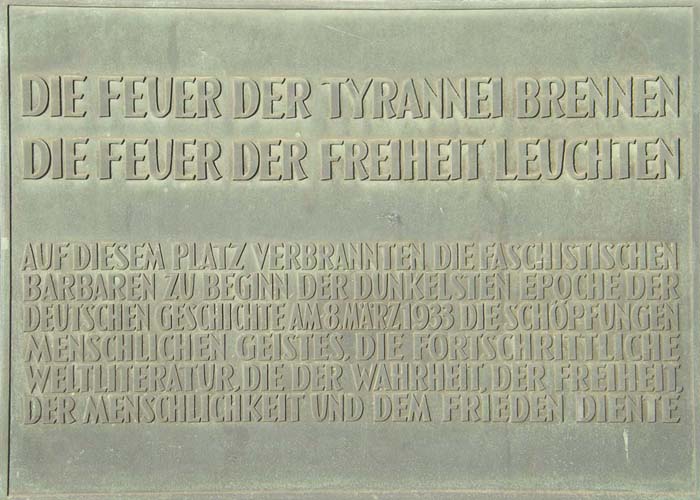 DIE FEUER DER TYRANNEI BRENNEN
DIE FEUER DER FREIHEIT LEUCHTEN
AUF DIESEM PLATZ VERBRANNTEN DIE FASCHISTISCHEN
BARBAREN ZU BEGINN DER DUNKELSTEN EPOCHE DER
DEUTSCHEN GESCHICHTE AM 8. MÄRZ 1933 DIE SCHÖPFUNGEN
MENSCHLICHEN GEISTES, DIE FORTSCHRITTLICHE
WELTLITERATUR, DIE DER WAHRHEIT, DER FREIHEIT,
DER MENSCHLICHKEIT UND DEM FRIEDEN DIENTE